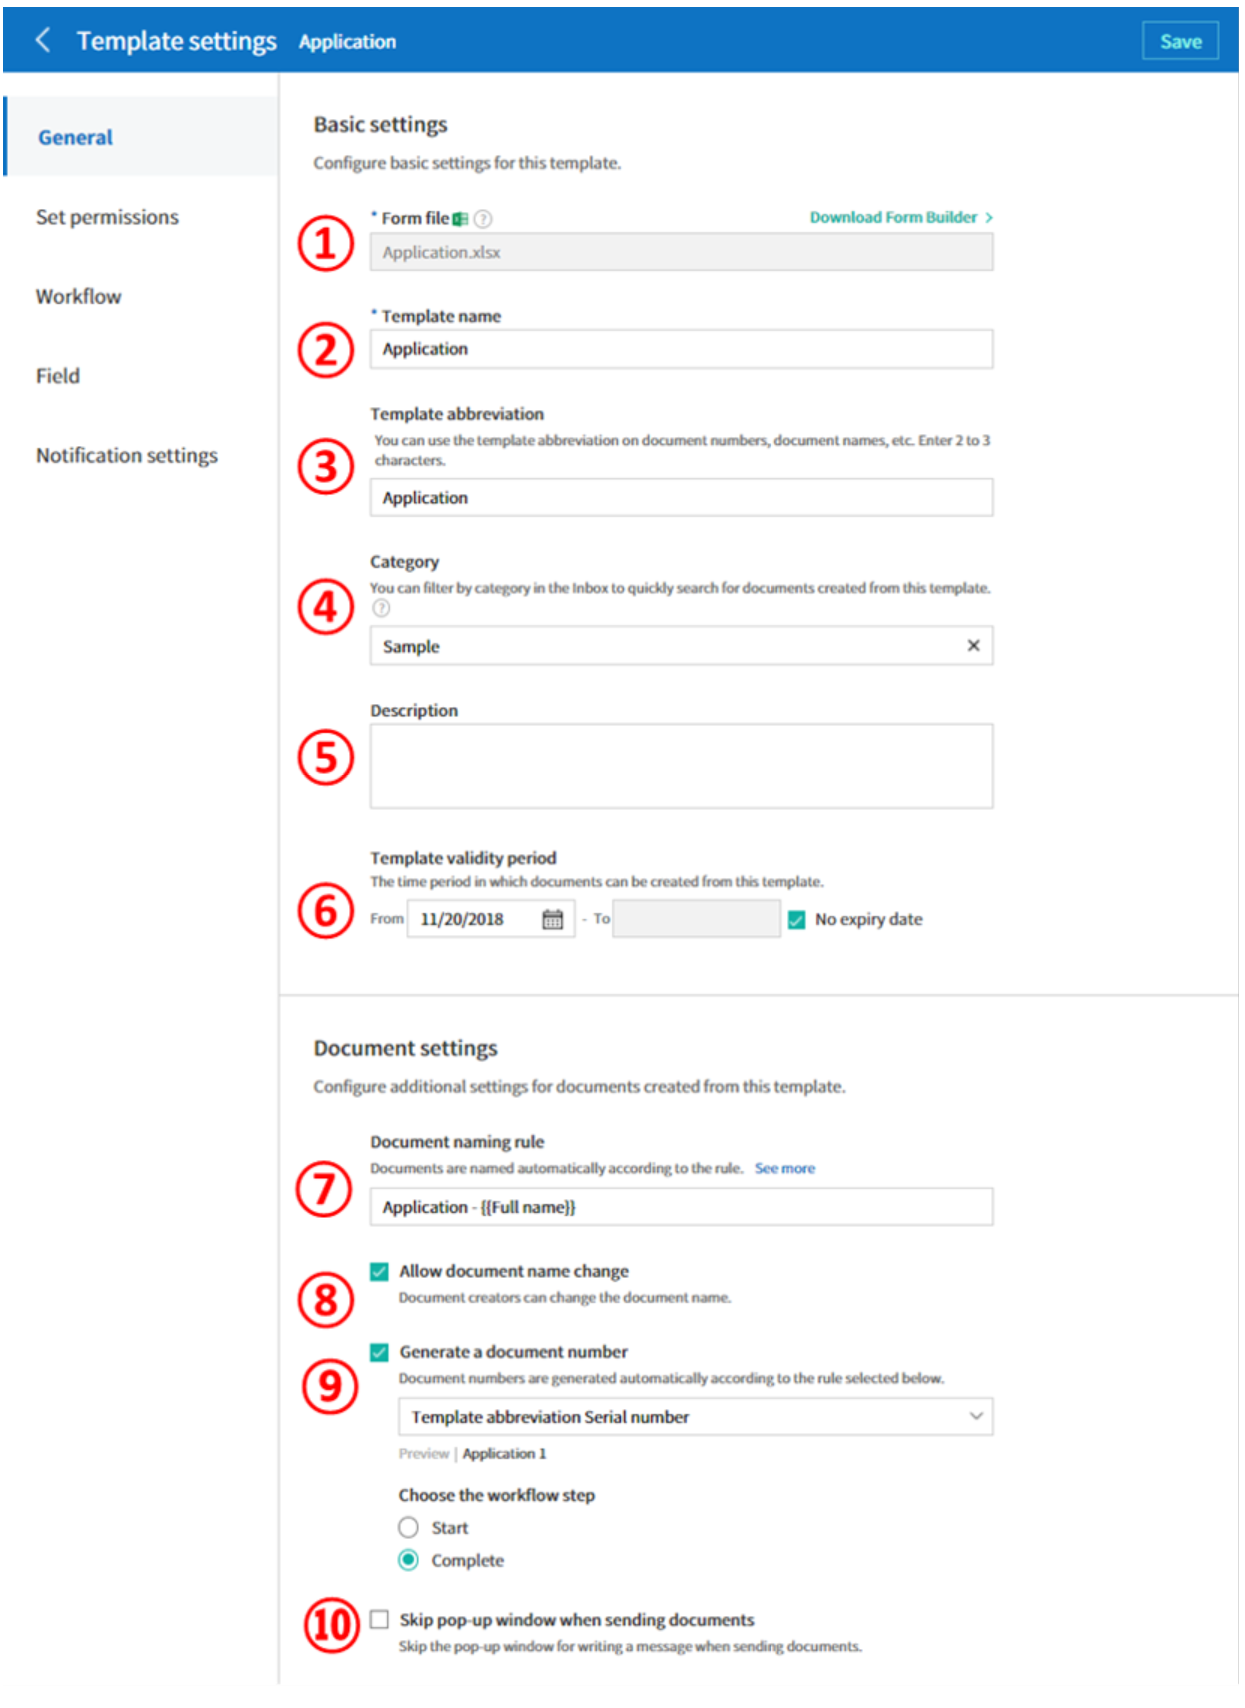 Template settings Application Save
General
Set permissions
Workflow
Field
Notification settings
Basic settings
Configure basic settings for this template.
① * Form file ? Download Form Builder >
Application.xlsx
② * Template name
Application
③ Template abbreviation
You can use the template abbreviation on document numbers, document names, etc. Enter 2 to 3
characters.
Application
④ Category
You can filter by category in the Inbox to quickly search for documents created from this template.
?
Sample ×
⑤ Description
⑥ Template validity period
The time period in which documents can be created from this template.
From 11/20/2018 - To No expiry date
Document settings
Configure additional settings for documents created from this template.
⑦ Document naming rule
Documents are named automatically according to the rule. See more
Application - {{Full name}}
⑧ Allow document name change
Document creators can change the document name.
⑨ Generate a document number
Document numbers are generated automatically according to the rule selected below.
Template abbreviation Serial number
Preview | Application 1
Choose the workflow step
Start
Complete
⑩ Skip pop-up window when sending documents
Skip the pop-up window for writing a message when sending documents.